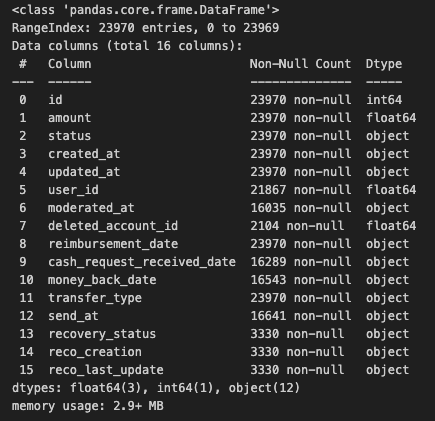 <class 'pandas.core.frame.DataFrame'>
RangeIndex: 23970 entries, 0 to 23969
Data columns (total 16 columns):
 #   Column                      Non-Null Count  Dtype
---  ------                      --------------  -----
 0   id                          23970 non-null  int64
 1   amount                      23970 non-null  float64
 2   status                      23970 non-null  object
 3   created_at                  23970 non-null  object
 4   updated_at                  23970 non-null  object
 5   user_id                     21867 non-null  float64
 6   moderated_at                16035 non-null  object
 7   deleted_account_id          2104 non-null   float64
 8   reimbursement_date          23970 non-null  object
 9   cash_request_received_date  16289 non-null  object
 10  money_back_date             16543 non-null  object
 11  transfer_type               23970 non-null  object
 12  send_at                     16641 non-null  object
 13  recovery_status             3330 non-null   object
 14  reco_creation               3330 non-null   object
 15  reco_last_update            3330 non-null   object
dtypes: float64(3), int64(1), object(12)
memory usage: 2.9+ MB